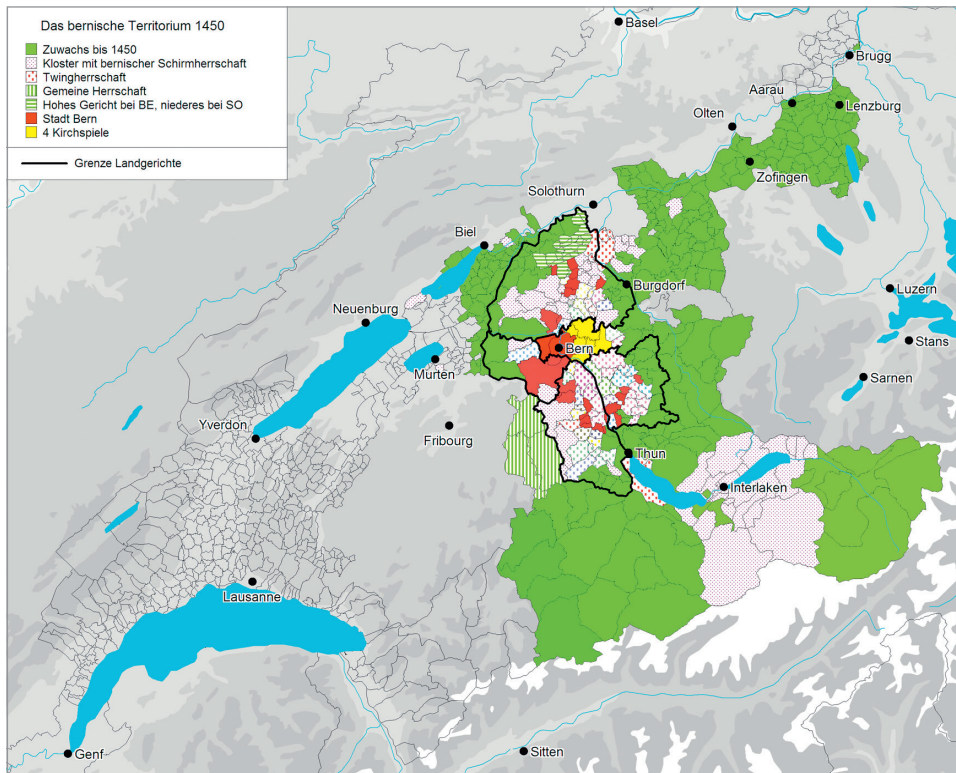 Das bernische Territorium 1450
Zuwachs bis 1450
Kloster mit bernischer Schirmherrschaft
Twingherrschaft
Gemeine Herrschaft
Hohes Gericht bei BE, niederes bei SO
Stadt Bern
4 Kirchspiele
Grenze Landgerichte
Basel
Brugg
Aarau
Lenzburg
Olten
Zofingen
Solothurn
Biel
Burgdorf
Luzern
Neuenburg
Bern
Stans
Murten
Sarnen
Yverdon
Fribourg
Thun
Interlaken
Lausanne
Genf
Sitten